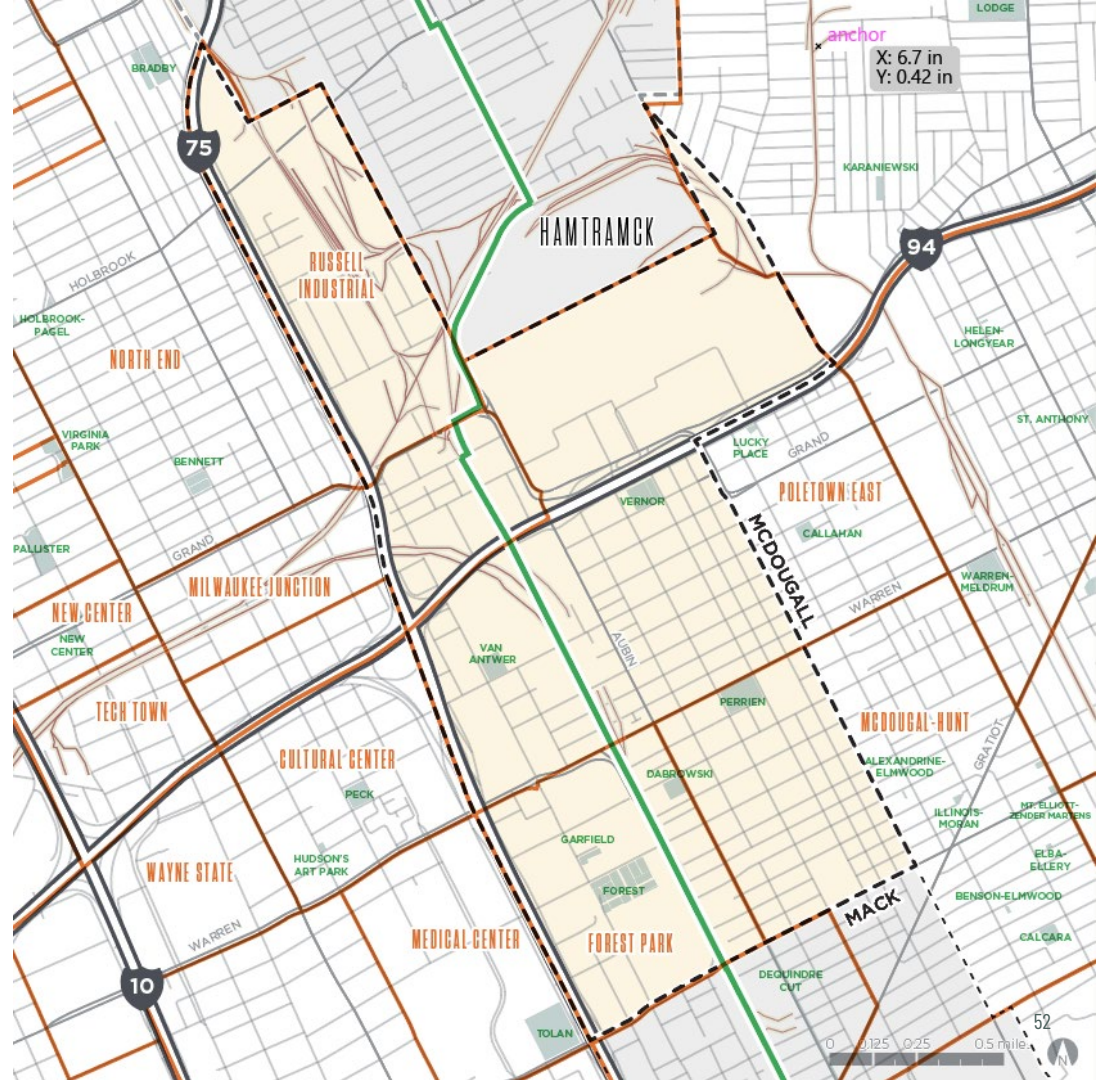 LODGE
anchor
X: 6.7 in
Y: 0.42 in
BRADBY
75
KARANIEWSKI
HAMTRAMCK
94
RUSSELL
INDUSTRIAL
HOLBROOK
HOLBROOK-
PAGEL
NORTH END
HELEN-
LONGYEAR
ST. ANTHONY
VIRGINIA
PARK
BENNETT
LUCKY
PLACE
GRAND
POLETOWN EAST
VERNOR
CALLAHAN
MCDOUGALL
PALLISTER
GRAND
MILWAUKEE JUNCTION
WARREN-
MELDRUM
WARREN
NEW CENTER
NEW
CENTER
VAN
ANTWER
AUBIN
PERRIEN
TECH TOWN
MCDOUGAL-HUNT
GRATIOT
CULTURAL CENTER
ALEXANDRINE-
ELMWOOD
DABROWSKI
PECK
ILLINOIS-
MORAN
MT. ELLIOTT-
ZENDER MARTENS
GARFIELD
HUDSON'S
ART PARK
WAYNE STATE
ELBA-
ELLERY
FOREST
BENSON-ELMWOOD
MACK
WARREN
MEDICAL CENTER
FOREST PARK
CALCARA
DEQUINDRE
CUT
10
TOLAN
52
0 0.125 0.25 0.5 mile
N